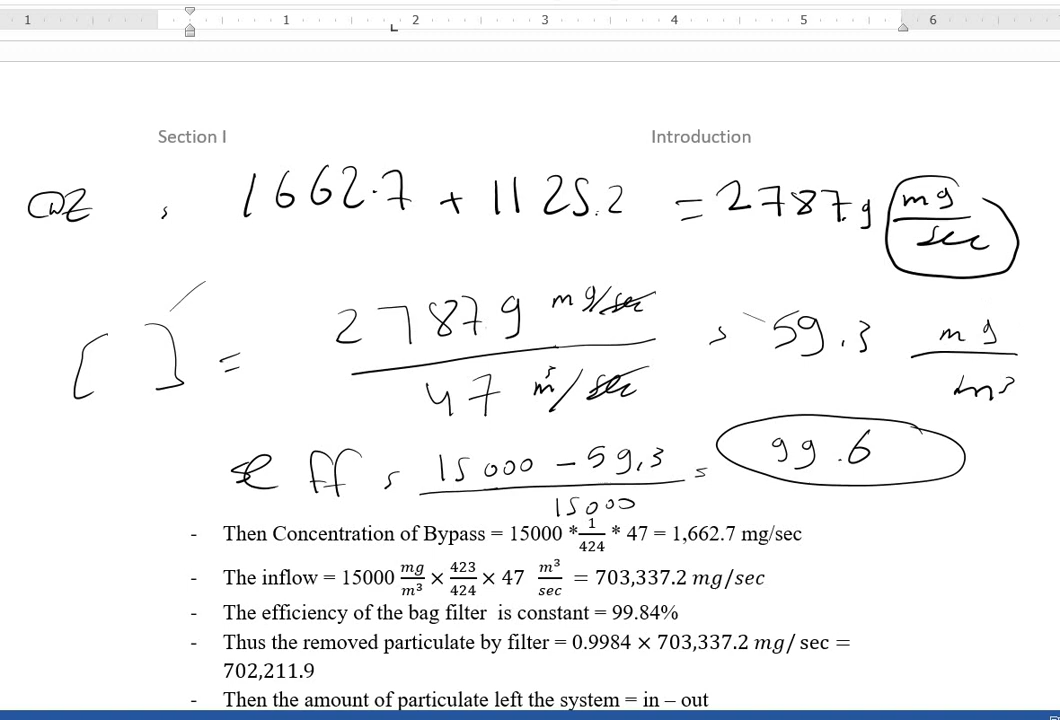 1 1 2 3 4 5 6
Section I Introduction
1662.7 + 1125.2 = 2787.9 mg/sec
[ ] = 2787.9 mg/sec / 47 m³/sec = 59.3 mg/m³
eff = 15000 - 59.3 / 15000 = 99.6
- Then Concentration of Bypass = 15000 * 1/424 * 47 = 1,662.7 mg/sec
- The inflow = 15000 mg/m³ × 423/424 × 47 m³/sec = 703,337.2 mg/sec
- The efficiency of the bag filter is constant = 99.84%
- Thus the removed particulate by filter = 0.9984 × 703,337.2 mg/ sec =
702,211.9
- Then the amount of particulate left the system = in – out